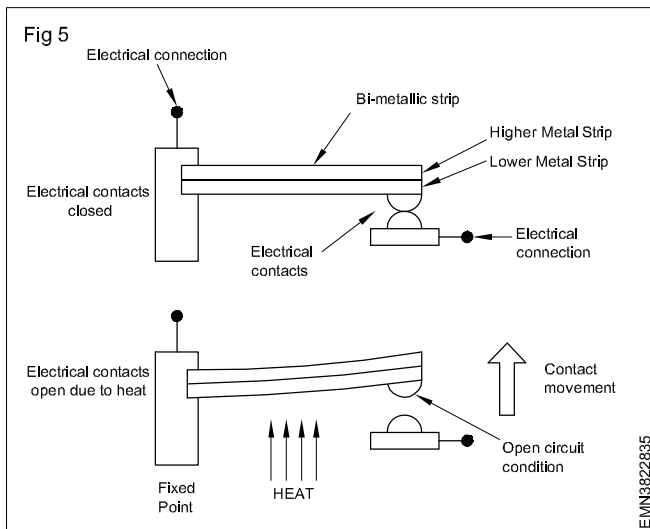 Fig 5
Electrical connection
Bi-metallic strip
Higher Metal Strip
Lower Metal Strip
Electrical contacts
closed
Electrical
contacts
Electrical
connection
Electrical contacts
open due to heat
Contact
movement
Open circuit
condition
HEAT
Fixed
Point
EMN3822835